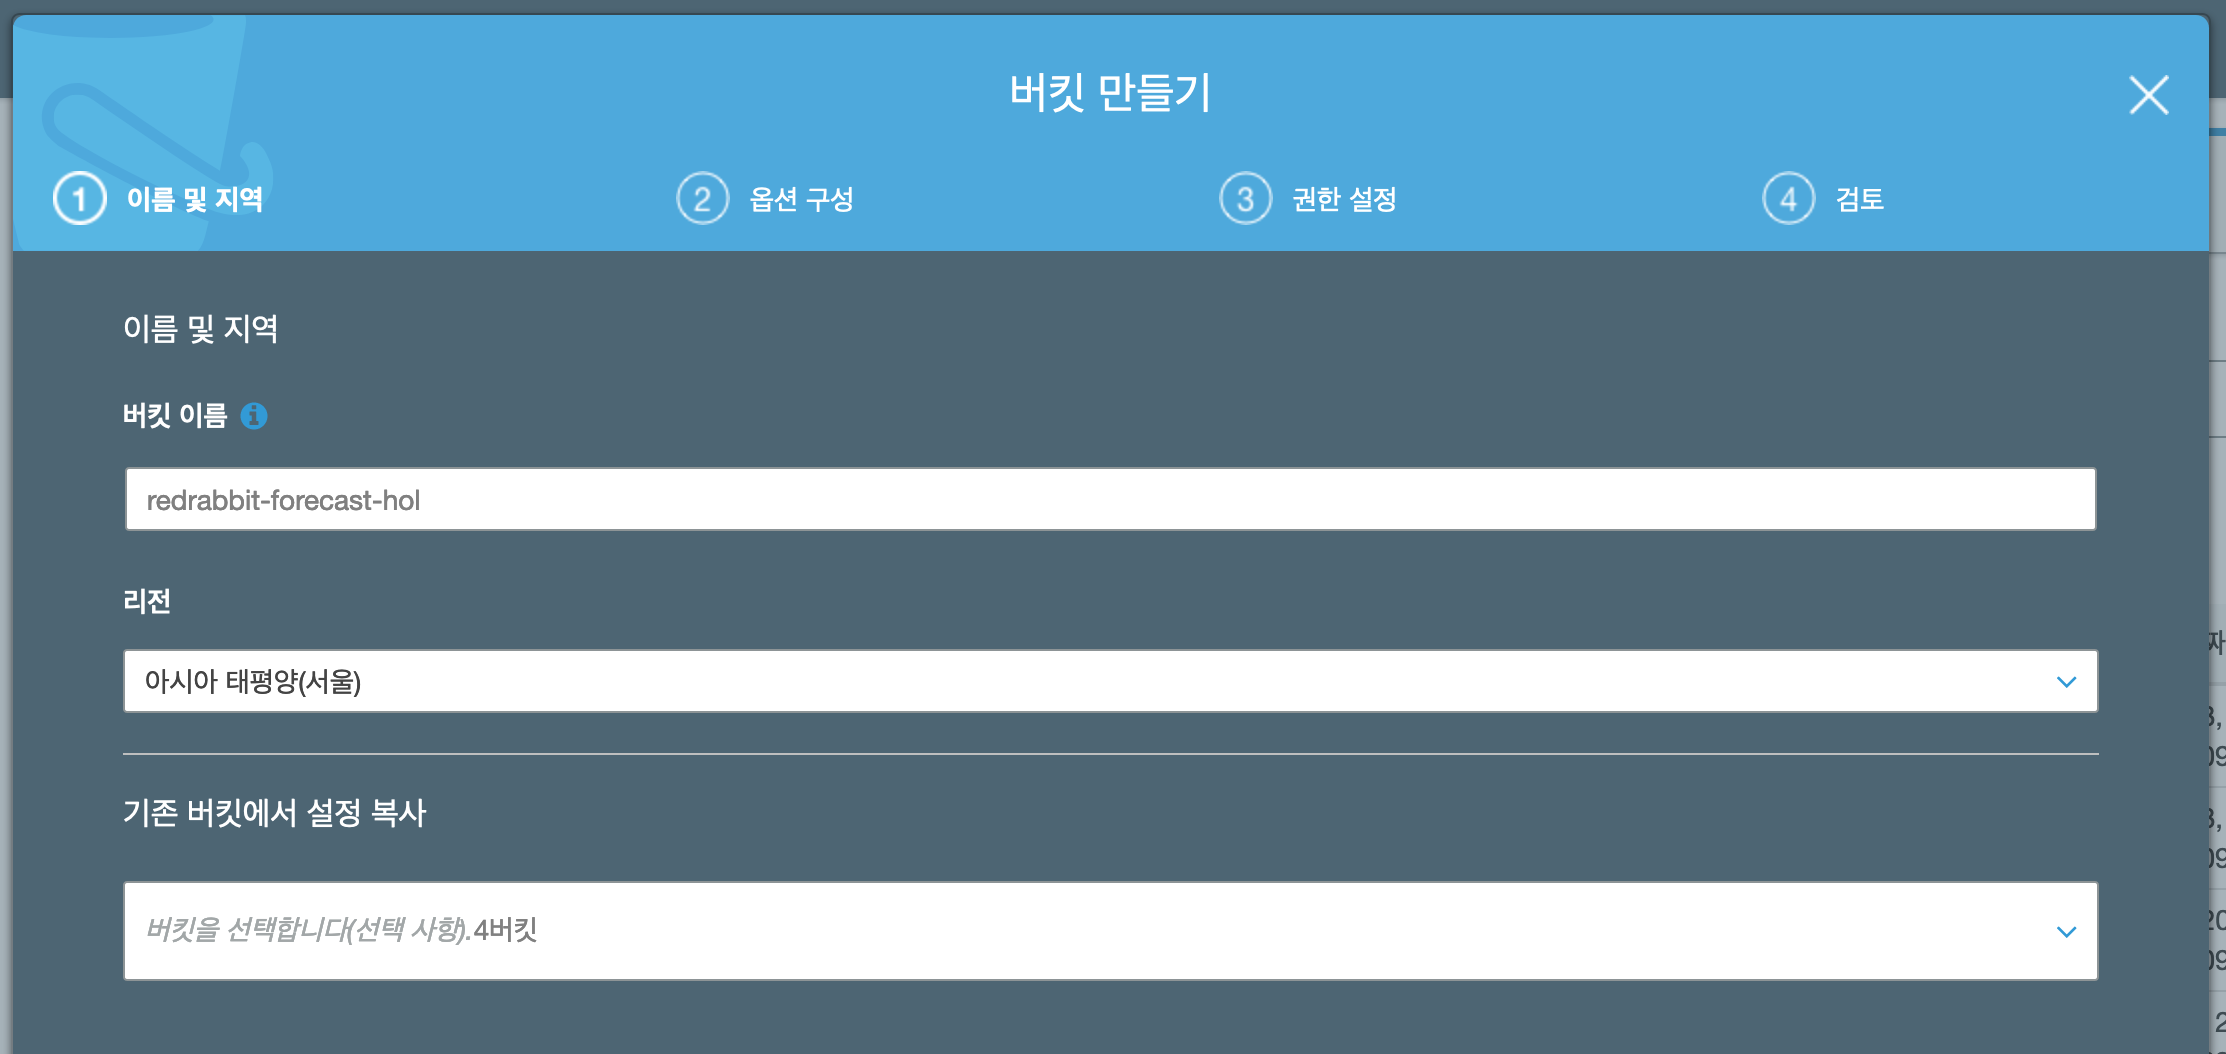 버킷 만들기
1 이름 및 지역
2 옵션 구성
3 권한 설정
4 검토
이름 및 지역
버킷 이름
redrabbit-forecast-hol
리전
아시아 태평양(서울)
기존 버킷에서 설정 복사
버킷을 선택합니다(선택 사항).4버킷